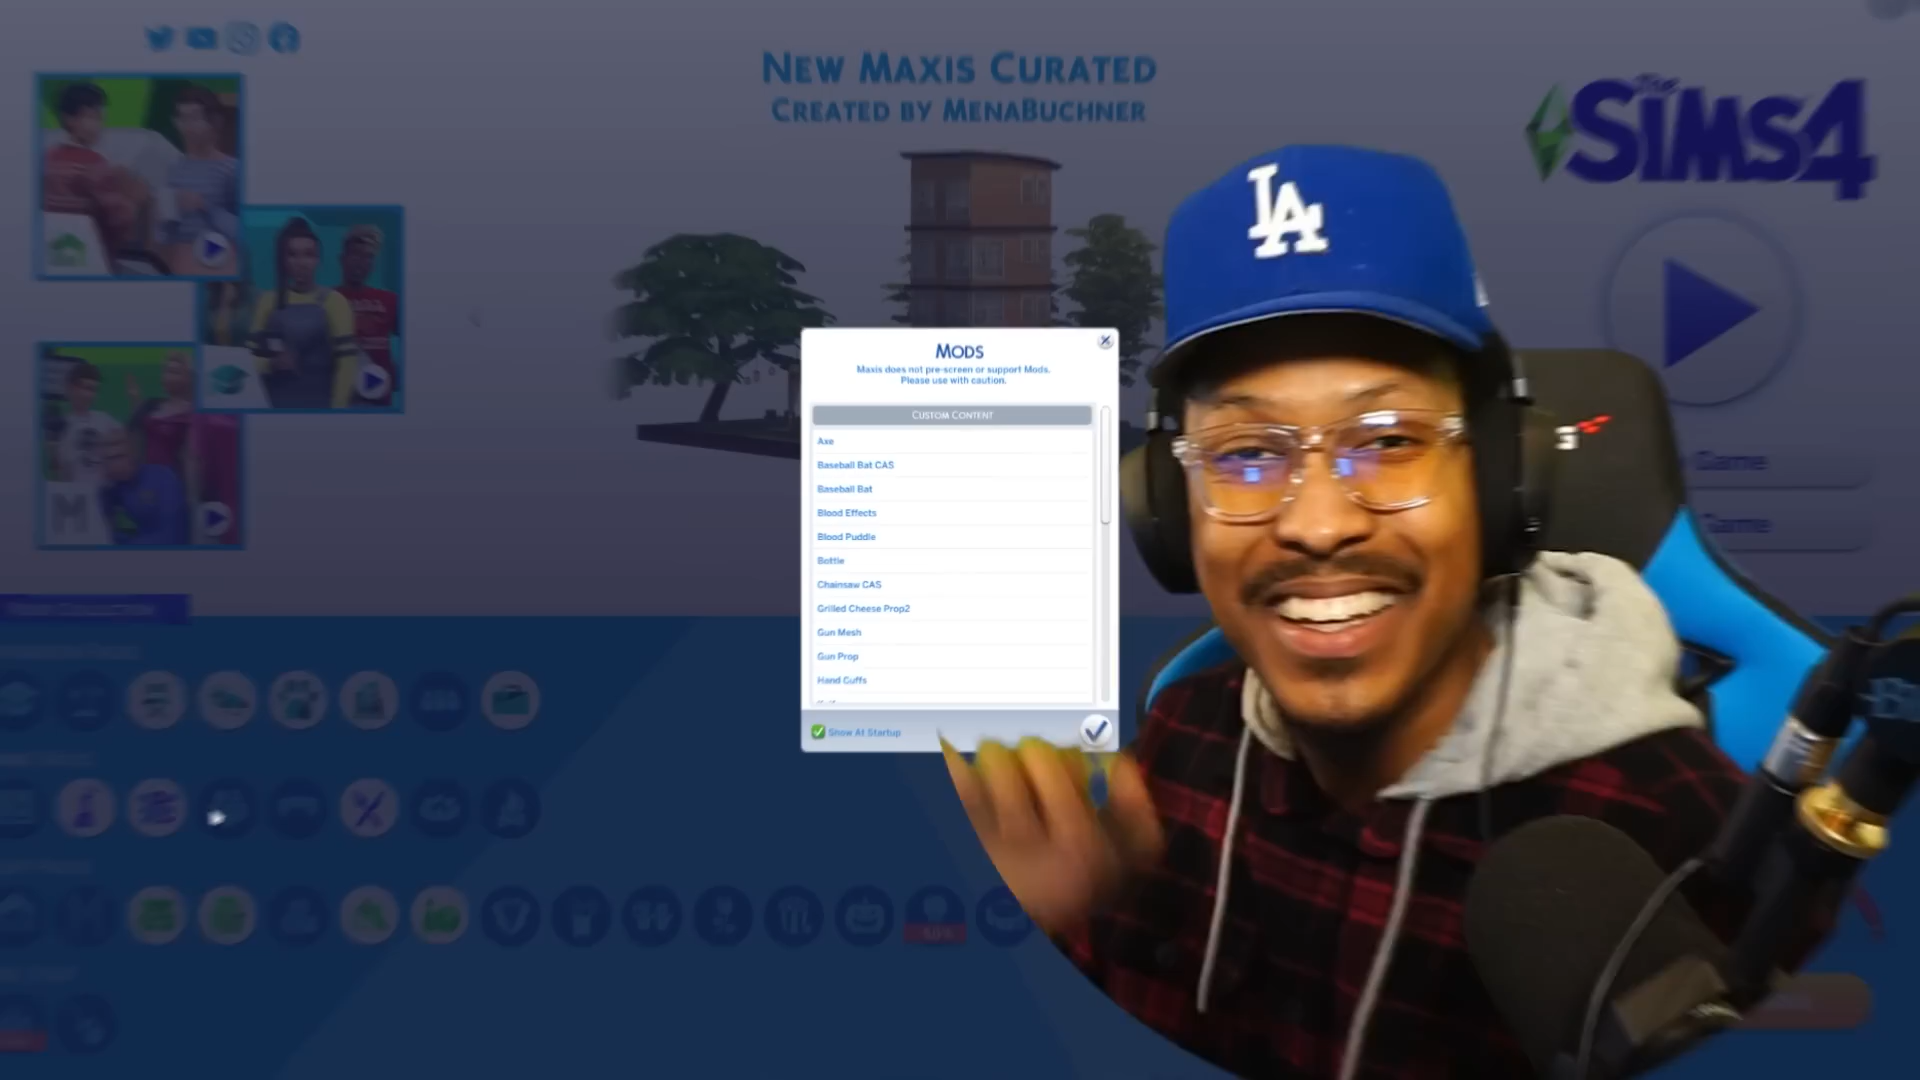 NEW MAXIS CURATED
CREATED BY MENABUCHNER
The SIMS 4
LA
MODS
Maxis does not pre-screen or support Mods.
Please use with caution.
CUSTOM CONTENT
Axe
Baseball Bat CAS
Baseball Bat
Blood Effects
Blood Puddle
Bottle
Chainsaw CAS
Grilled Cheese Prop2
Gun Mesh
Gun Prop
Hand Cuffs
Show At Startup
Game
Game